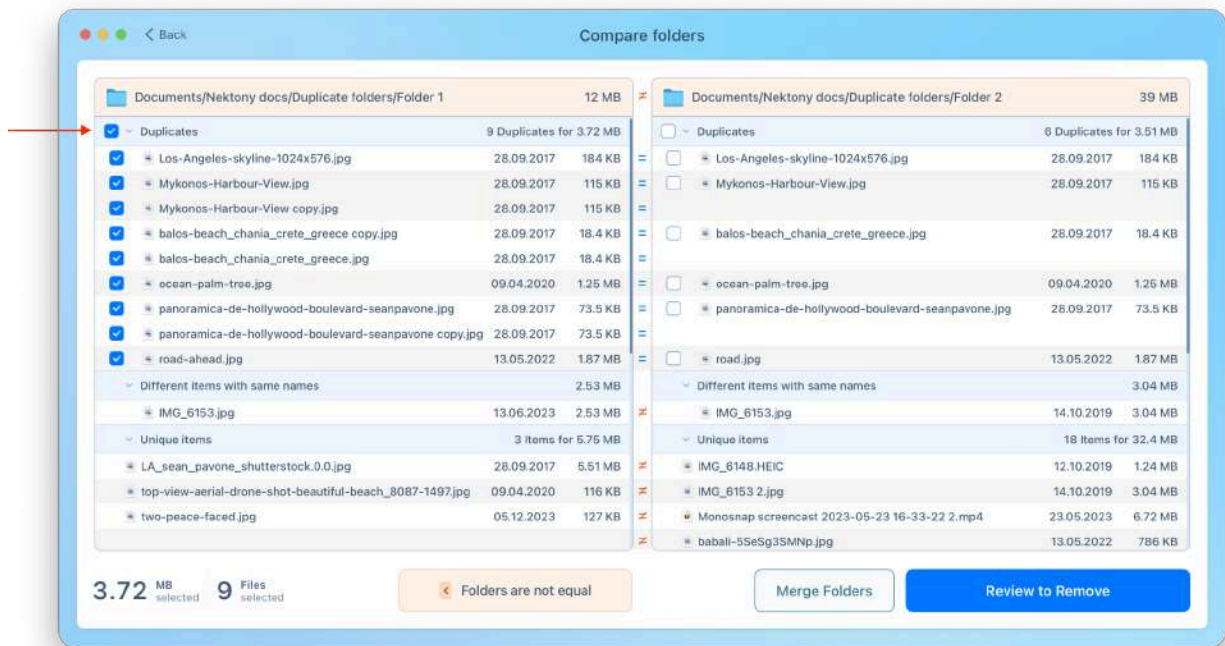 Back
Compare folders
Documents/Nektony docs/Duplicate folders/Folder 1 12 MB ≠ Documents/Nektony docs/Duplicate folders/Folder 2 39 MB
Duplicates 9 Duplicates for 3.72 MB Duplicates 6 Duplicates for 3.51 MB
Los-Angeles-skyline-1024x576.jpg 28.09.2017 184 KB = Los-Angeles-skyline-1024x576.jpg 28.09.2017 184 KB
Mykonos-Harbour-View.jpg 28.09.2017 115 KB = Mykonos-Harbour-View.jpg 28.09.2017 115 KB
Mykonos-Harbour-View copy.jpg 28.09.2017 115 KB =
balos-beach_chania_crete_greece copy.jpg 28.09.2017 18.4 KB = balos-beach_chania_crete_greece.jpg 28.09.2017 18.4 KB
balos-beach_chania_crete_greece.jpg 28.09.2017 18.4 KB =
ocean-palm-tree.jpg 09.04.2020 1.25 MB = ocean-palm-tree.jpg 09.04.2020 1.25 MB
panoramica-de-hollywood-boulevard-seanpavone.jpg 28.09.2017 73.5 KB = panoramica-de-hollywood-boulevard-seanpavone.jpg 28.09.2017 73.5 KB
panoramica-de-hollywood-boulevard-seanpavone copy.jpg 28.09.2017 73.5 KB =
road-ahead.jpg 13.05.2022 1.87 MB = road.jpg 13.05.2022 1.87 MB
Different items with same names 2.53 MB Different items with same names 3.04 MB
IMG_6153.jpg 13.06.2023 2.53 MB ≠ IMG_6153.jpg 14.10.2019 3.04 MB
Unique items 3 Items for 5.75 MB Unique items 18 Items for 32.4 MB
LA_sean_pavone_shutterstock.0.0.jpg 28.09.2017 5.51 MB ≠ IMG_6148.HEIC 12.10.2019 1.24 MB
top-view-aerial-drone-shot-beautiful-beach_8087-1497.jpg 09.04.2020 116 KB ≠ IMG_6153 2.jpg 14.10.2019 3.04 MB
two-peace-faced.jpg 05.12.2023 127 KB ≠ Monosnap screencast 2023-05-23 16-33-22 2.mp4 23.05.2023 6.72 MB
≠ babali-5SeSg3SMNp.jpg 13.05.2022 786 KB
3.72 MB selected 9 Files selected Folders are not equal Merge Folders Review to Remove